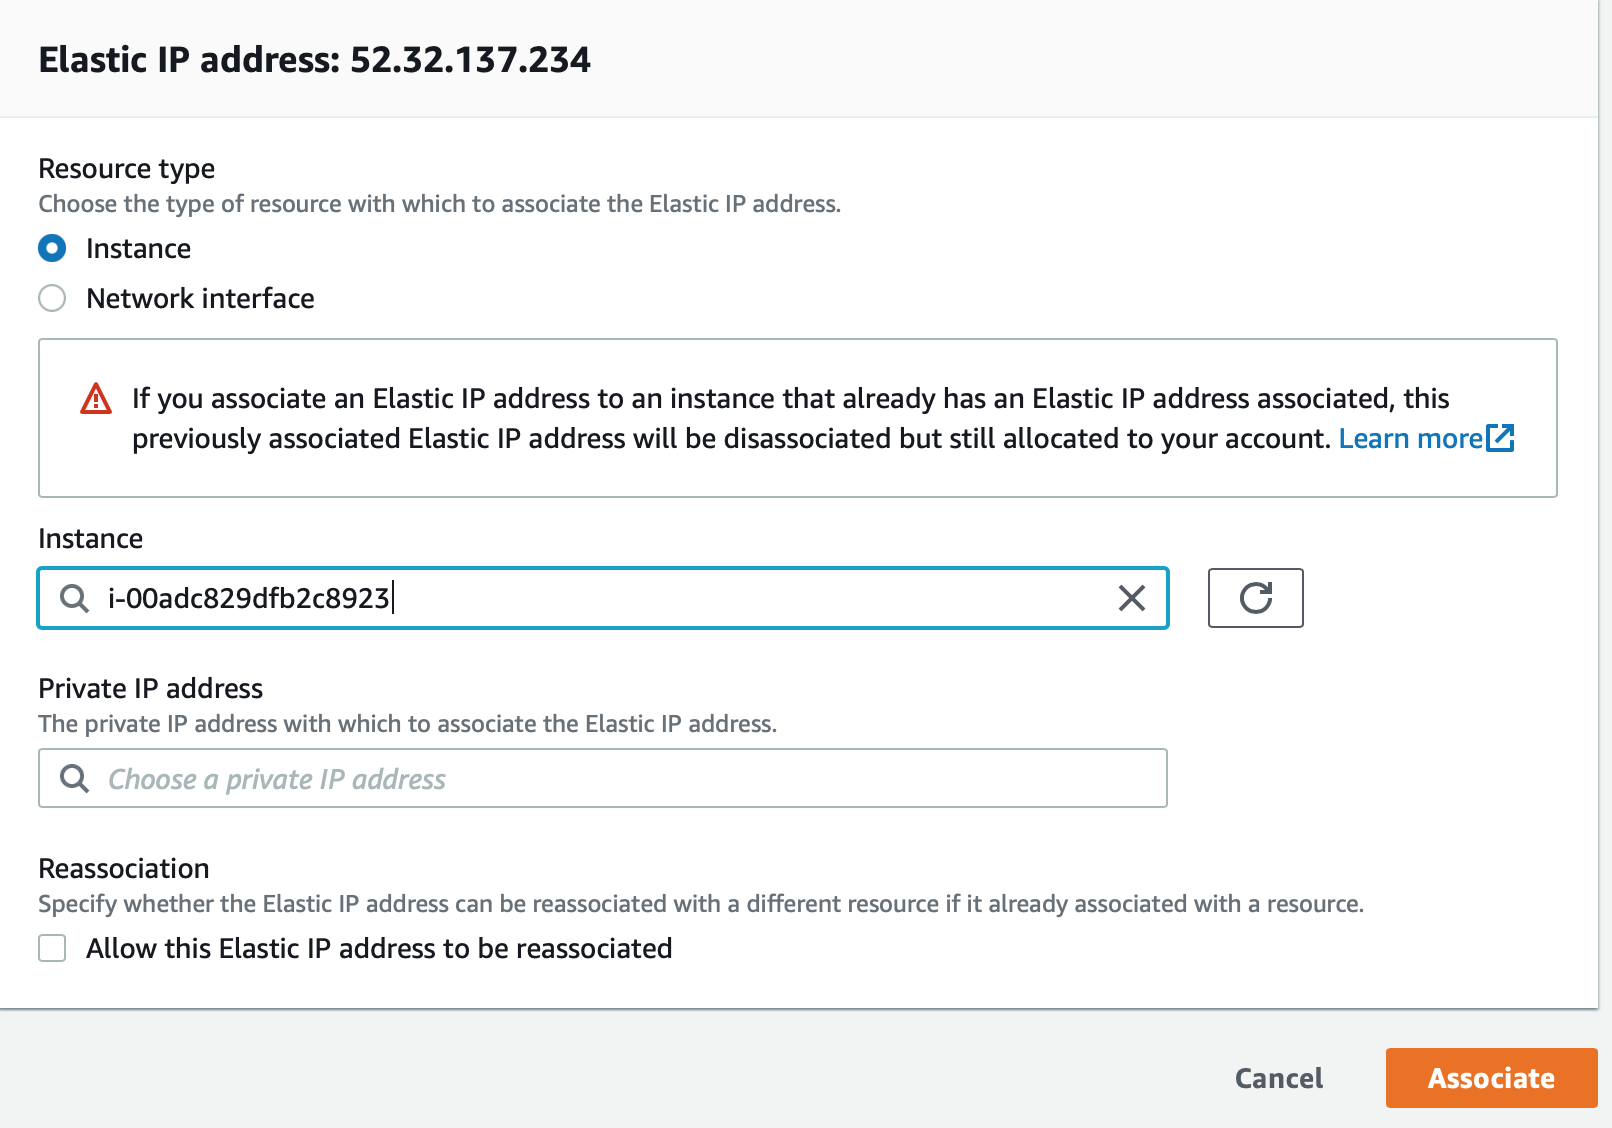 Elastic IP address: 52.32.137.234
Resource type
Choose the type of resource with which to associate the Elastic IP address.
Instance
Network interface
If you associate an Elastic IP address to an instance that already has an Elastic IP address associated, this
previously associated Elastic IP address will be disassociated but still allocated to your account. Learn more
Instance
i-00adc829dfb2c8923
Private IP address
The private IP address with which to associate the Elastic IP address.
Choose a private IP address
Reassociation
Specify whether the Elastic IP address can be reassociated with a different resource if it already associated with a resource.
Allow this Elastic IP address to be reassociated
Cancel
Associate